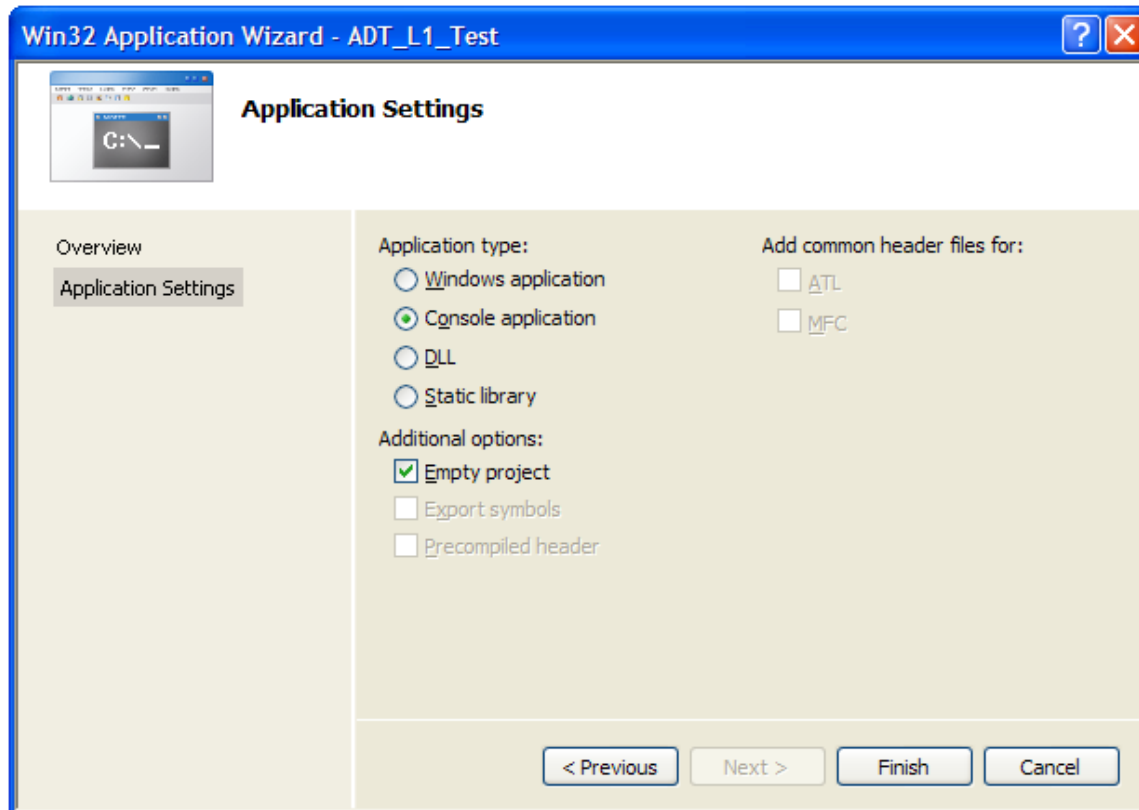 Win32 Application Wizard - ADT_L1_Test
Application Settings
C:\_
Overview
Application Settings
Application type:
Windows application
Console application
DLL
Static library
Additional options:
Empty project
Export symbols
Precompiled header
Add common header files for:
ATL
MFC
< Previous
Next >
Finish
Cancel